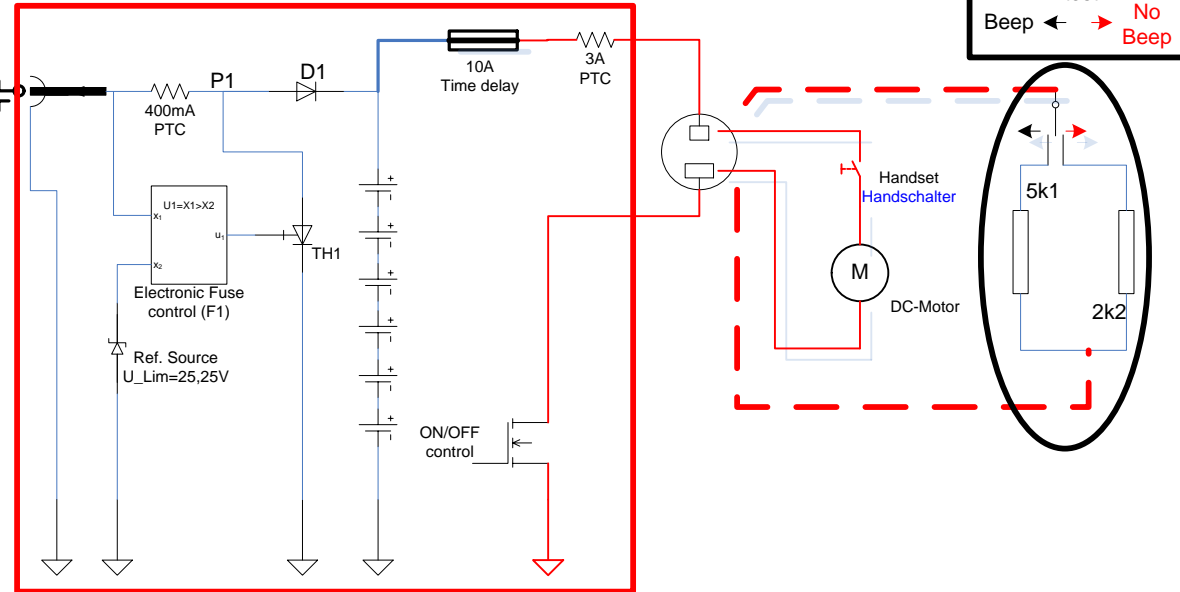 Beep
No
Beep
P1
D1
400mA
PTC
10A
Time delay
3A
PTC
U1=X1>X2
x1
u1
x2
TH1
Electronic Fuse
control (F1)
Ref. Source
U_Lim=25,25V
+
-
+
-
+
-
+
-
+
-
+
-
ON/OFF
control
Handset
Handschalter
M
DC-Motor
5k1
2k2